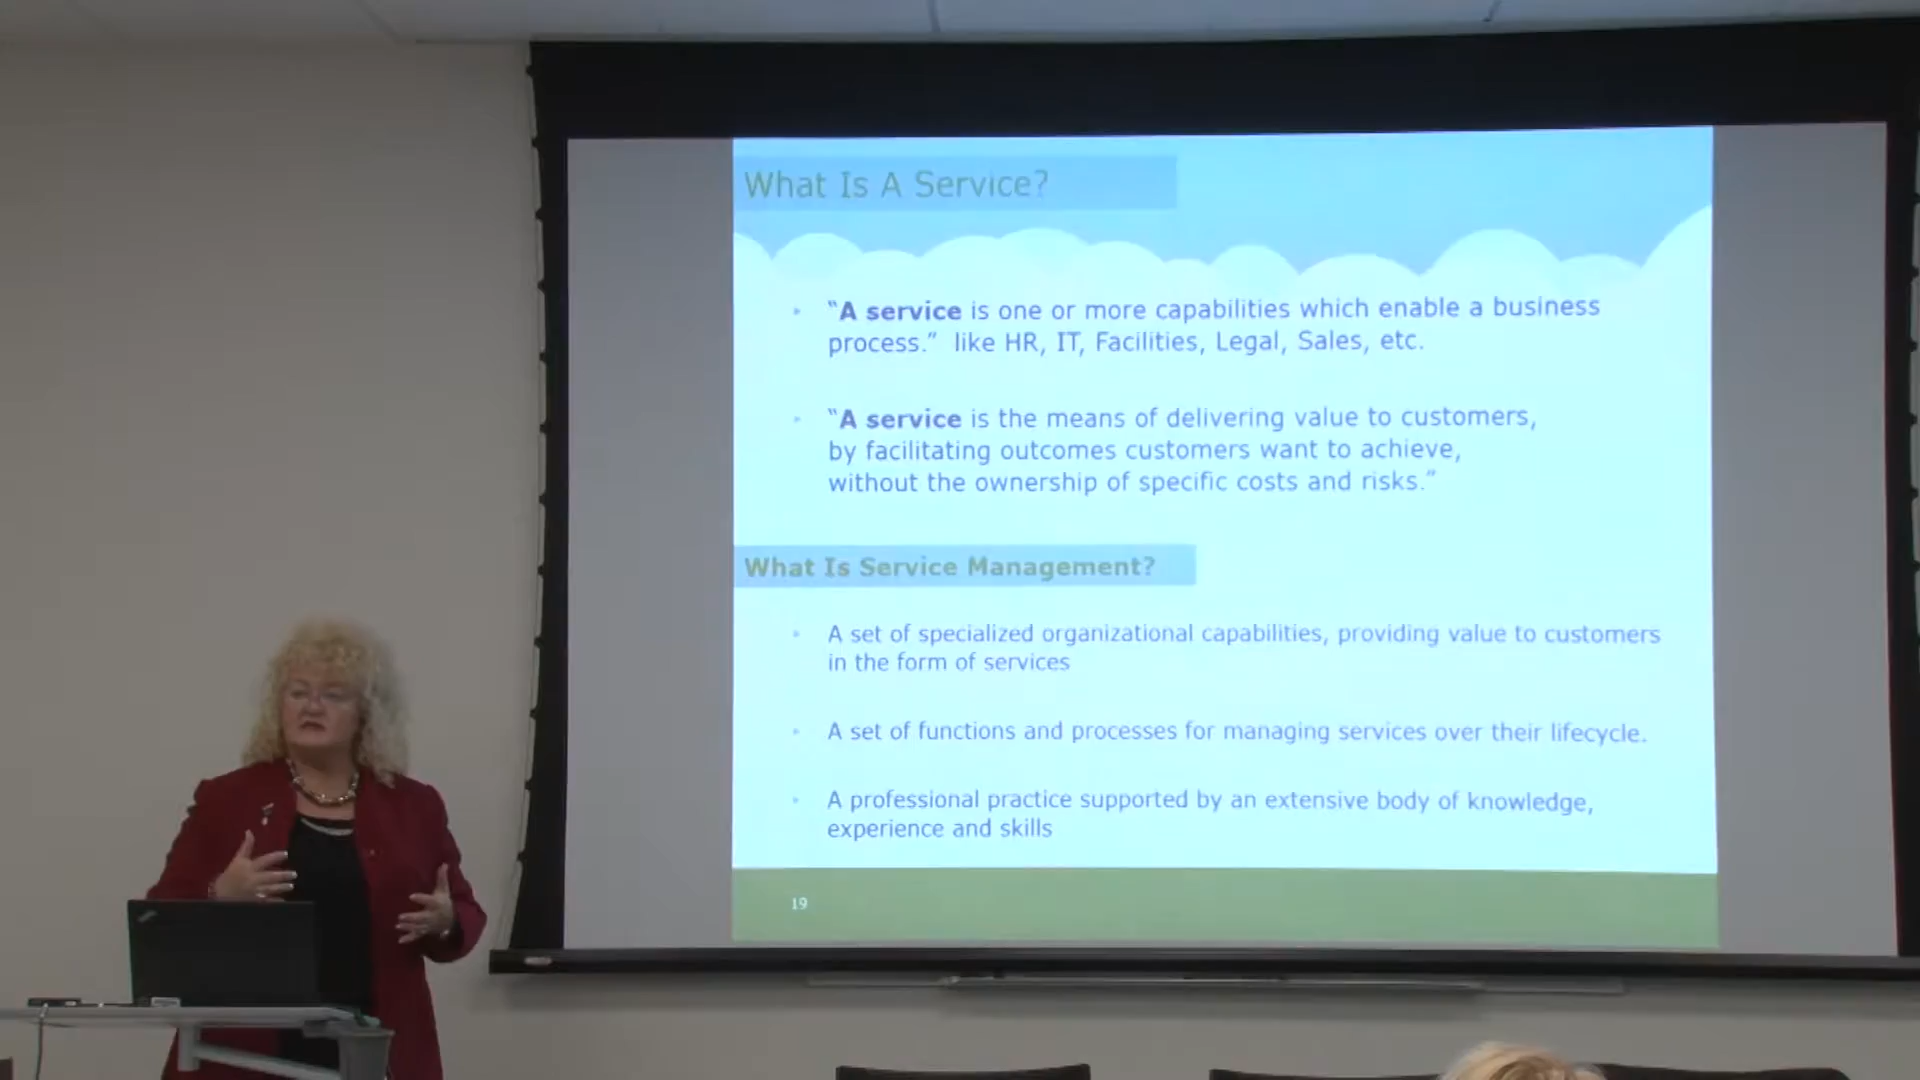 What Is A Service?
• “A service is one or more capabilities which enable a business
process.” like HR, IT, Facilities, Legal, Sales, etc.
• “A service is the means of delivering value to customers,
by facilitating outcomes customers want to achieve,
without the ownership of specific costs and risks.”
What Is Service Management?
• A set of specialized organizational capabilities, providing value to customers
in the form of services
• A set of functions and processes for managing services over their lifecycle.
• A professional practice supported by an extensive body of knowledge,
experience and skills
19